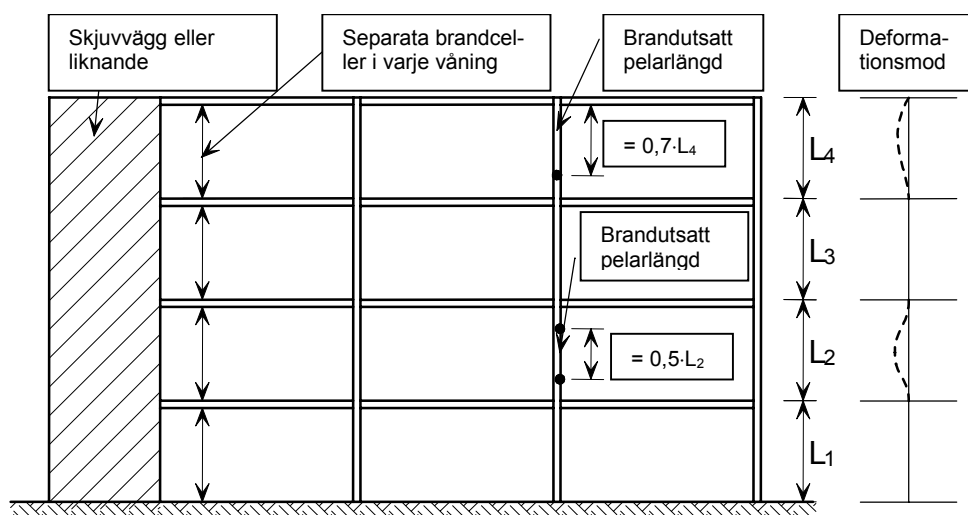 Skjuvvägg eller
liknande
Separata brandcel-
ler i varje våning
Brandutsatt
pelarlängd
Deforma-
tionsmod
= 0,7·L₄
L₄
Brandutsatt
pelarlängd
L₃
= 0,5·L₂
L₂
L₁